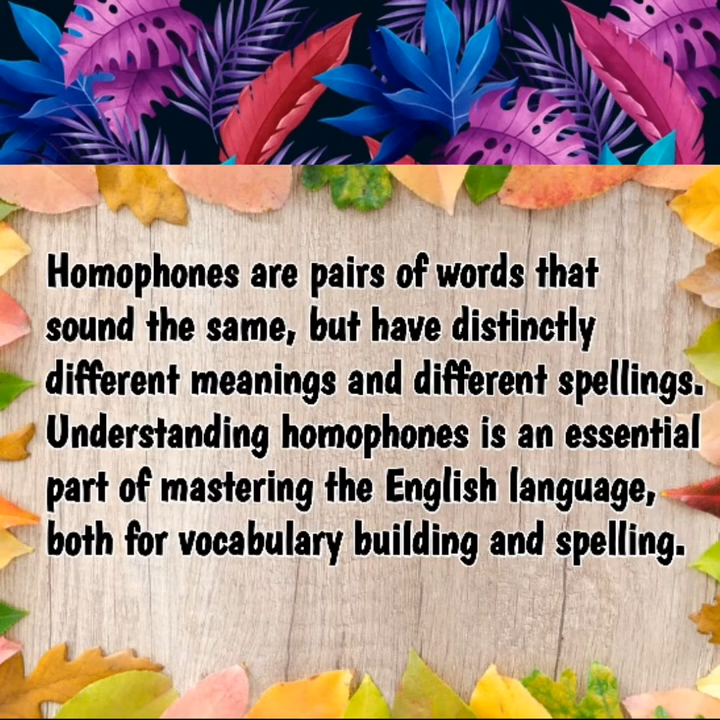 Homophones are pairs of words that
sound the same, but have distinctly
different meanings and different spellings.
Understanding homophones is an essential
part of mastering the English language,
both for vocabulary building and spelling.